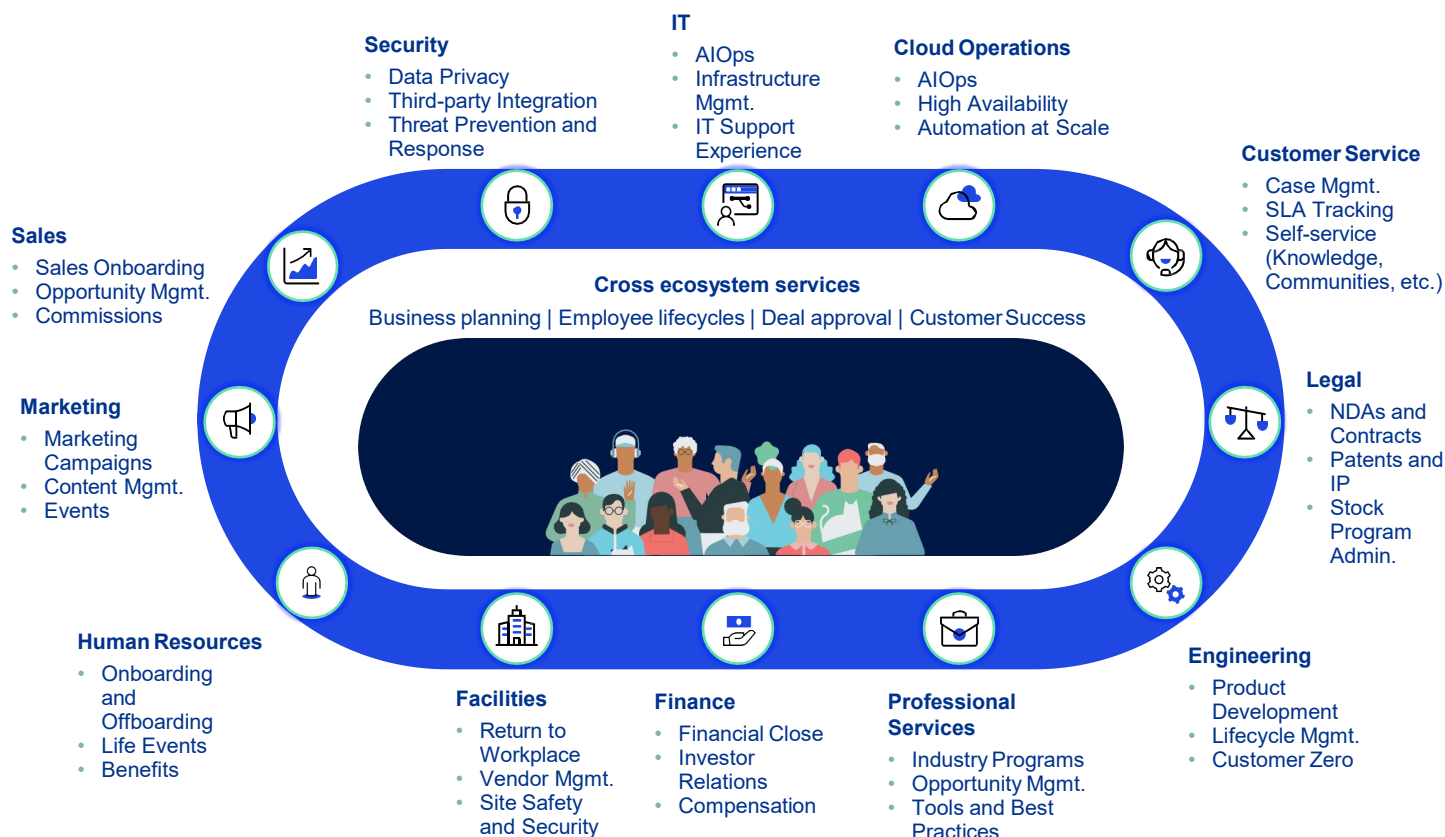 IT
• AIOps
• Infrastructure
Mgmt.
• IT Support
Experience
Security
• Data Privacy
• Third-party Integration
• Threat Prevention and
Response
Cloud Operations
• AIOps
• High Availability
• Automation at Scale
Customer Service
• Case Mgmt.
• SLA Tracking
• Self-service
(Knowledge,
Communities, etc.)
Sales
• Sales Onboarding
• Opportunity Mgmt.
• Commissions
Cross ecosystem services
Business planning | Employee lifecycles | Deal approval | Customer Success
Marketing
• Marketing
Campaigns
• Content Mgmt.
• Events
Legal
• NDAs and
Contracts
• Patents and
IP
• Stock
Program
Admin.
Human Resources
• Onboarding
and
Offboarding
• Life Events
• Benefits
Facilities
• Return to
Workplace
• Vendor Mgmt.
• Site Safety
and Security
Finance
• Financial Close
• Investor
Relations
• Compensation
Professional
Services
• Industry Programs
• Opportunity Mgmt.
• Tools and Best
Practices
Engineering
• Product
Development
• Lifecycle Mgmt.
• Customer Zero